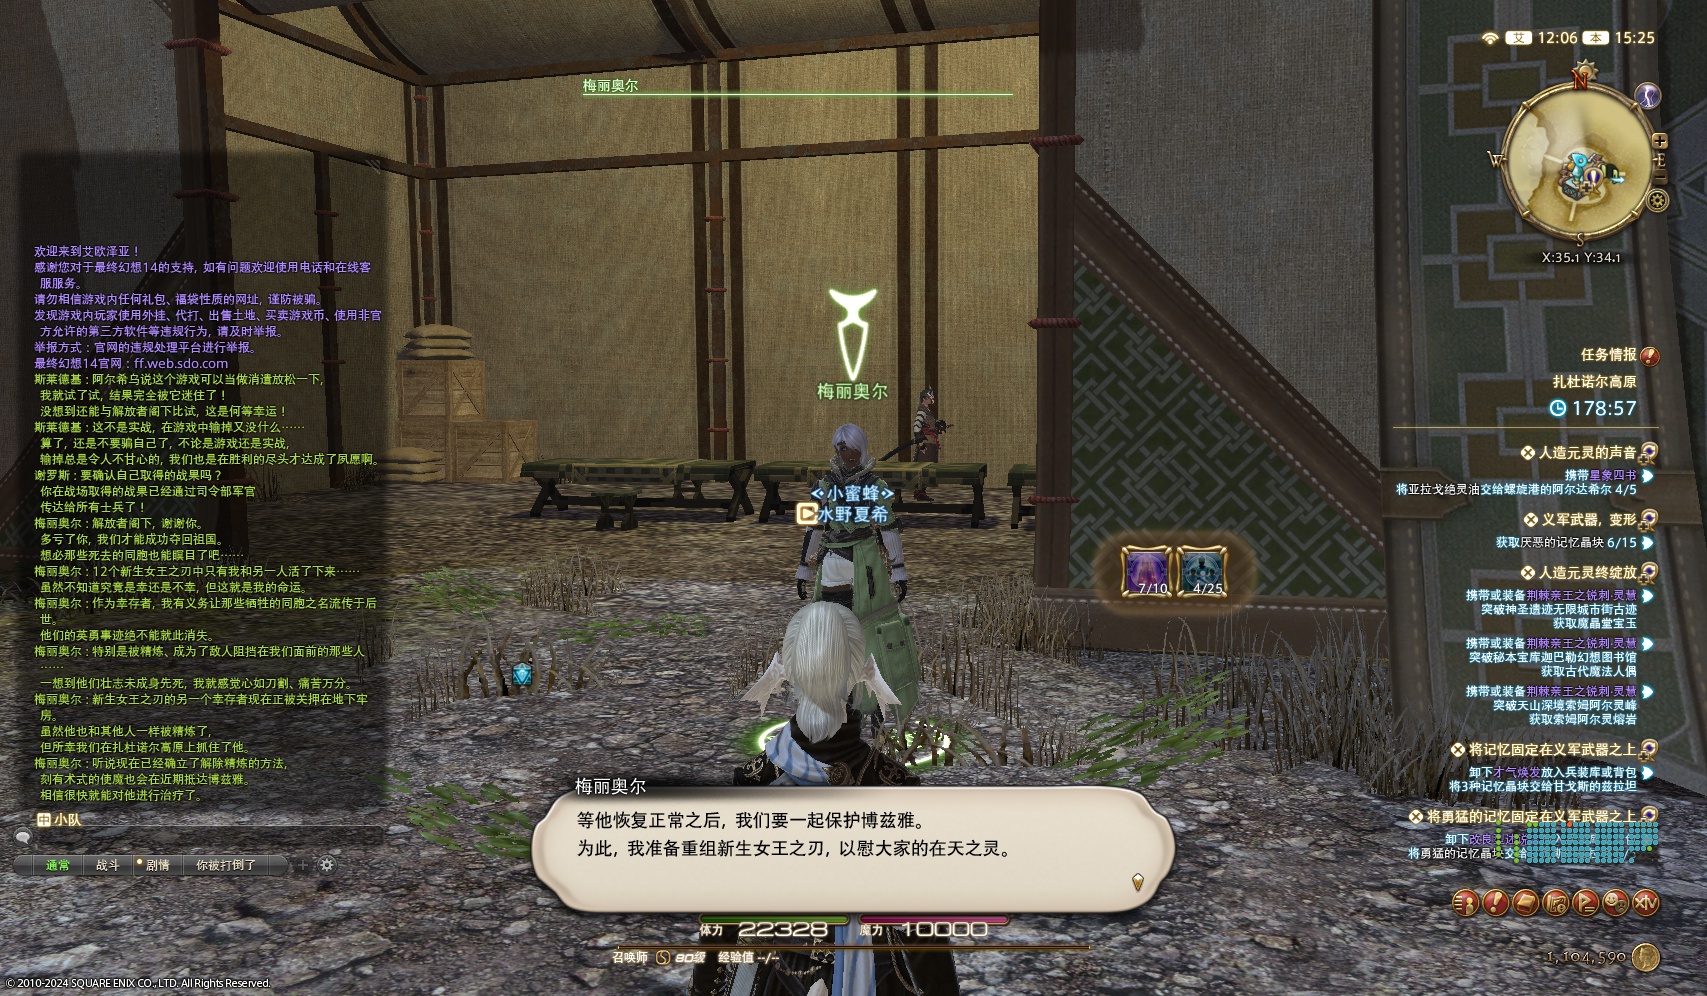 艾 12:06 本 15:25
梅丽奥尔
N
W
E
S
X:35.1 Y:34.1
欢迎来到艾欧泽亚！
感谢您对于最终幻想14的支持，如有问题欢迎使用电话和在线客
服服务。
请勿相信游戏内任何礼包、福袋性质的网址，谨防被骗。
发现游戏内玩家使用外挂、代打、出售土地、买卖游戏币、使用非官
方允许的第三方软件等违规行为，请及时举报。
举报方式：官网的违规处理平台进行举报。
最终幻想14官网：ff.web.sdo.com
斯莱德基：阿尔希乌说这个游戏可以当做消遣放松一下，
我就试了试，结果完全被它迷住了！
没想到还能与解放者阁下比试，这是何等幸运！
斯莱德基：这不是实战，在游戏中输掉又没什么……
算了，还是不要骗自己了，不论是游戏还是实战，
输掉总是令人不甘心的，我们也是在胜利的尽头才达成了夙愿啊。
谢罗斯：要确认自己取得的战果吗？
你在战场取得的战果已经通过司令部军官
传达给所有士兵了！
梅丽奥尔：解放者阁下，谢谢你。
多亏了你，我们才能成功夺回祖国。
想必那些死去的同胞也能瞑目了吧……
梅丽奥尔：12个新生女王之刃中只有我和另一人活了下来……
虽然不知道究竟是幸还是不幸，但这就是我的命运。
梅丽奥尔：作为幸存者，我有义务让那些牺牲的同胞之名流传于后
世。
他们的英勇事迹绝不能就此消失。
梅丽奥尔：特别是被精炼、成为了敌人阻挡在我们面前的那些人
……
一想到他们壮志未成身先死，我就感觉心如刀割、痛苦万分。
梅丽奥尔：新生女王之刃的另一个幸存者现在正被关押在地下牢
房。
虽然他也和其他人一样被精炼了，
但所幸我们在扎杜诺尔高原上抓住了他。
梅丽奥尔：听说现在已经确立了解除精炼的方法，
刻有术式的使魔也会在近期抵达博兹雅。
相信很快就能对他进行治疗了。
小队
通常 战斗 剧情 你被打倒了
梅丽奥尔
小蜜蜂
水野夏希
7/10 4/25
任务情报
扎杜诺尔高原
178:57
人造元灵的声音
携带星象四书
将亚拉戈绝灵油交给螺旋港的阿尔达希尔 4/5
义军武器，变形
获取厌恶的记忆晶块 6/15
人造元灵终绽放
携带或装备荆棘亲王之锐刺·灵慧
突破神圣遗迹无限城市街古迹
获取魔晶堂宝玉
携带或装备荆棘亲王之锐刺·灵慧
突破秘本宝库迦巴勒幻想图书馆
获取古代魔法人偶
携带或装备荆棘亲王之锐刺·灵慧
突破天山深境索姆阿尔灵峰
获取索姆阿尔熔岩
将记忆固定在义军武器之上
卸下才气焕发放入兵装库或背包
将3种记忆晶块交给甘戈斯的兹拉坦
将勇猛的记忆固定在义军武器之上
卸下改良
将勇猛的记忆晶块交给
梅丽奥尔
等他恢复正常之后，我们要一起保护博兹雅。
为此，我准备重组新生女王之刃，以慰大家的在天之灵。
体力 22328 魔力 10000
召唤师 80级 经验值 --/--
XIV
1,104,590
© 2010-2024 SQUARE ENIX CO., LTD. All Rights Reserved.